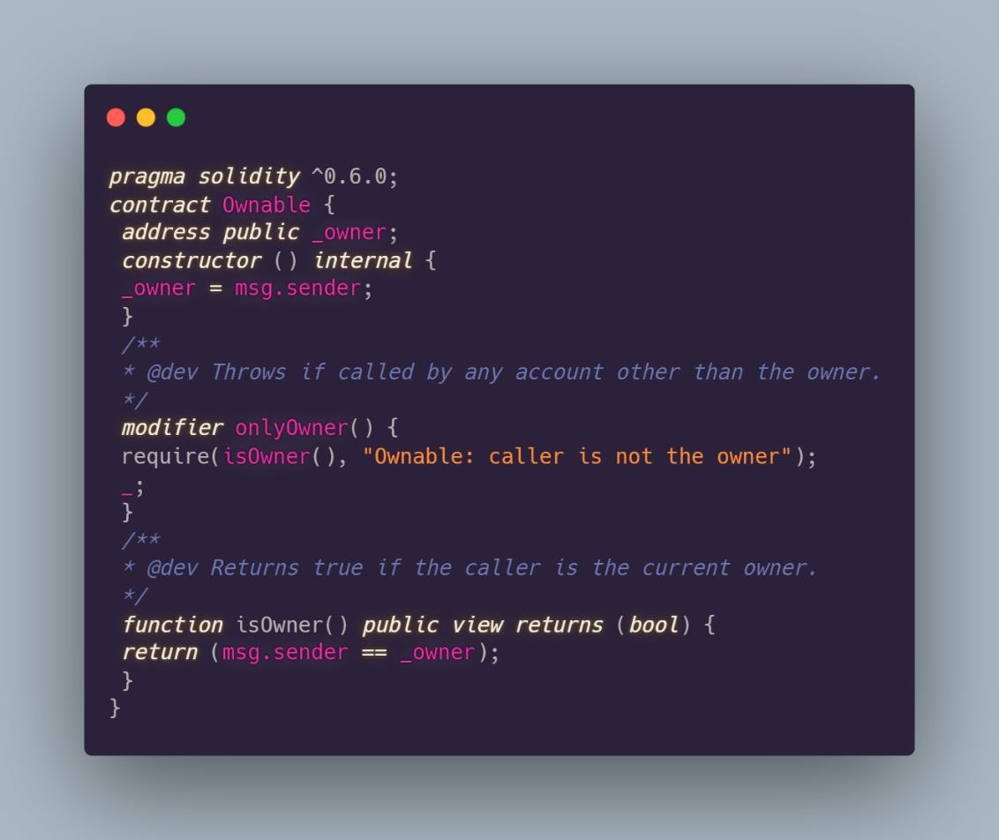 pragma solidity ^0.6.0;
contract Ownable {
 address public _owner;
 constructor () internal {
 _owner = msg.sender;
 }
 /**
 * @dev Throws if called by any account other than the owner.
 */
 modifier onlyOwner() {
 require(isOwner(), "Ownable: caller is not the owner");
 _;
 }
 /**
 * @dev Returns true if the caller is the current owner.
 */
 function isOwner() public view returns (bool) {
 return (msg.sender == _owner);
 }
}